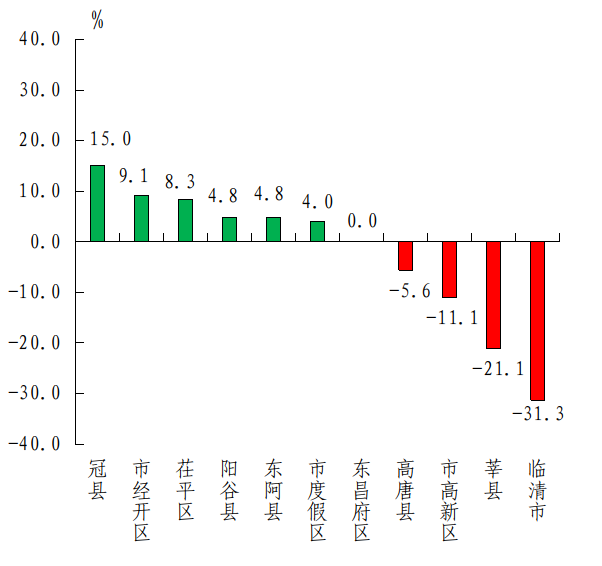 %
40.0
30.0
20.0
10.0
0.0
-10.0
-20.0
-30.0
-40.0
15.0
9.1
8.3
4.8
4.8
4.0
0.0
-5.6
-11.1
-21.1
-31.3
冠县
市经开区
茌平区
阳谷县
东阿县
市度假区
东昌府区
高唐县
市高新区
莘县
临清市